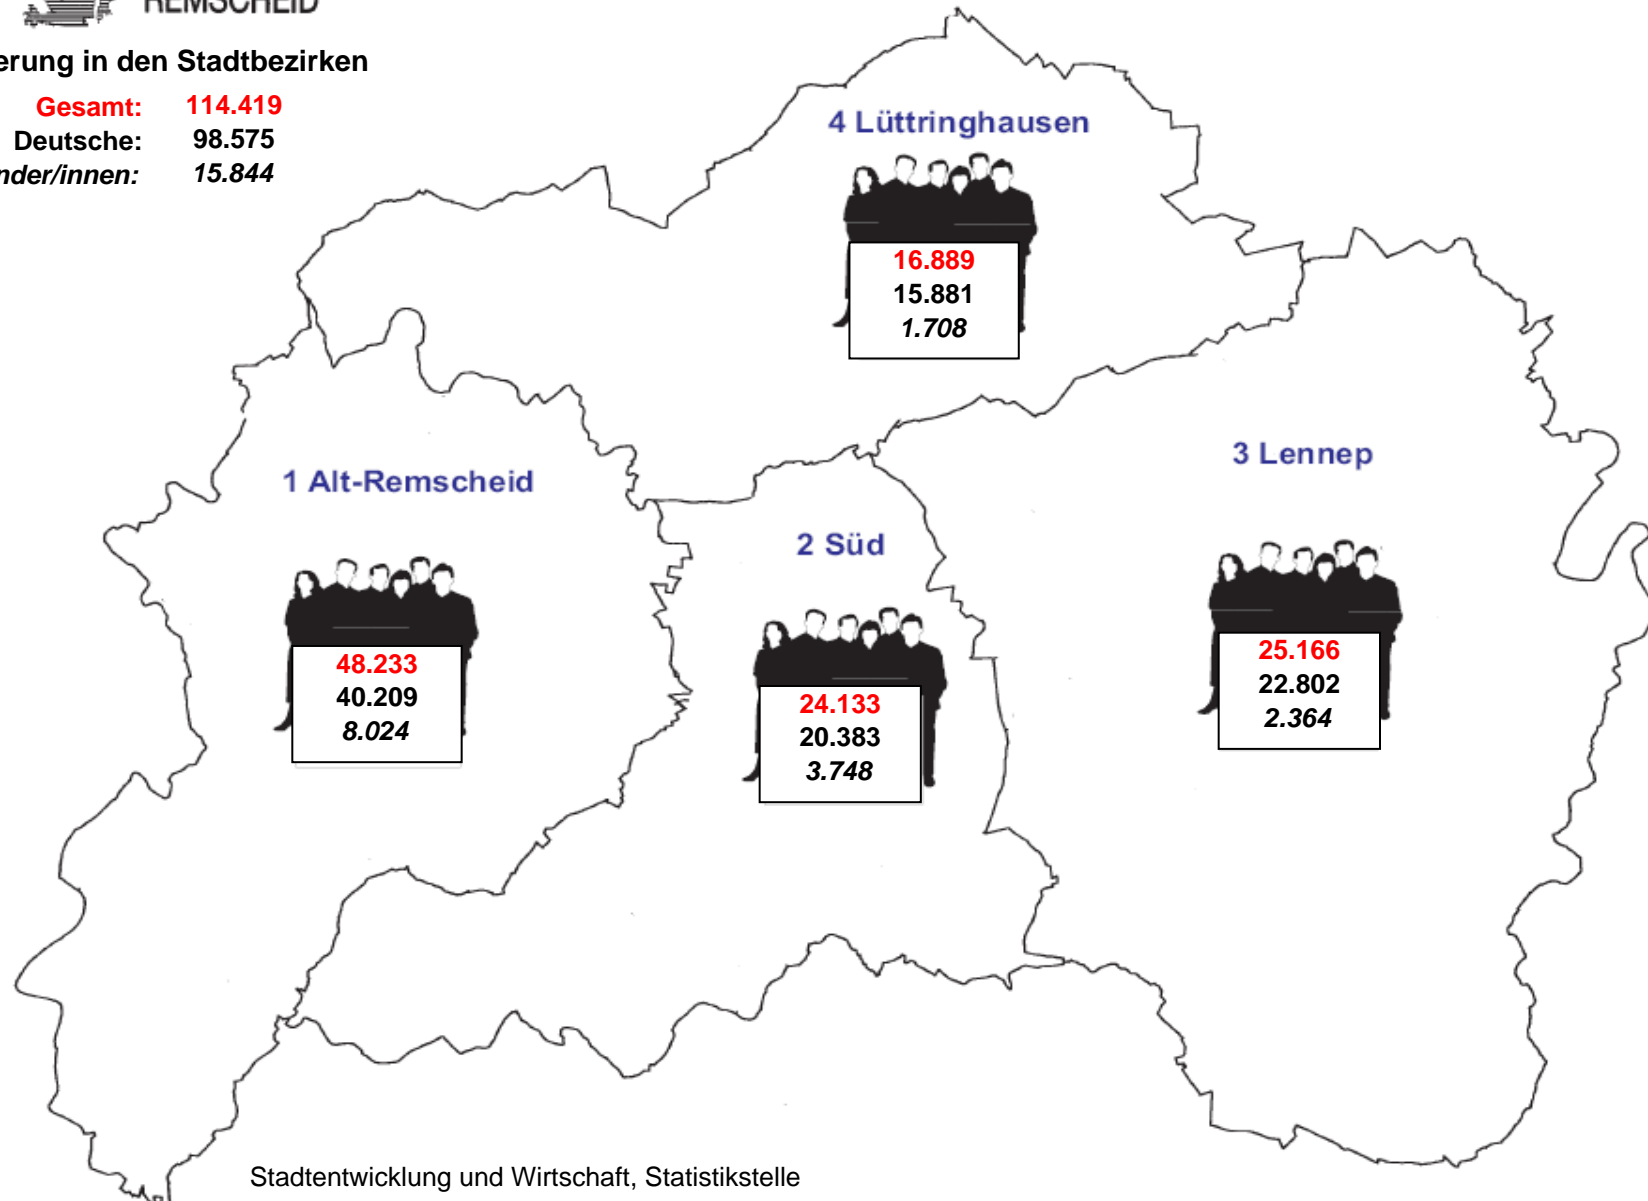 REMSCHEID
erung in den Stadtbezirken
Gesamt: 114.419
Deutsche: 98.575
nder/innen: 15.844
4 Lüttringhausen
16.889
15.881
1.708
3 Lennep
25.166
22.802
2.364
1 Alt-Remscheid
48.233
40.209
8.024
2 Süd
24.133
20.383
3.748
Stadtentwicklung und Wirtschaft, Statistikstelle